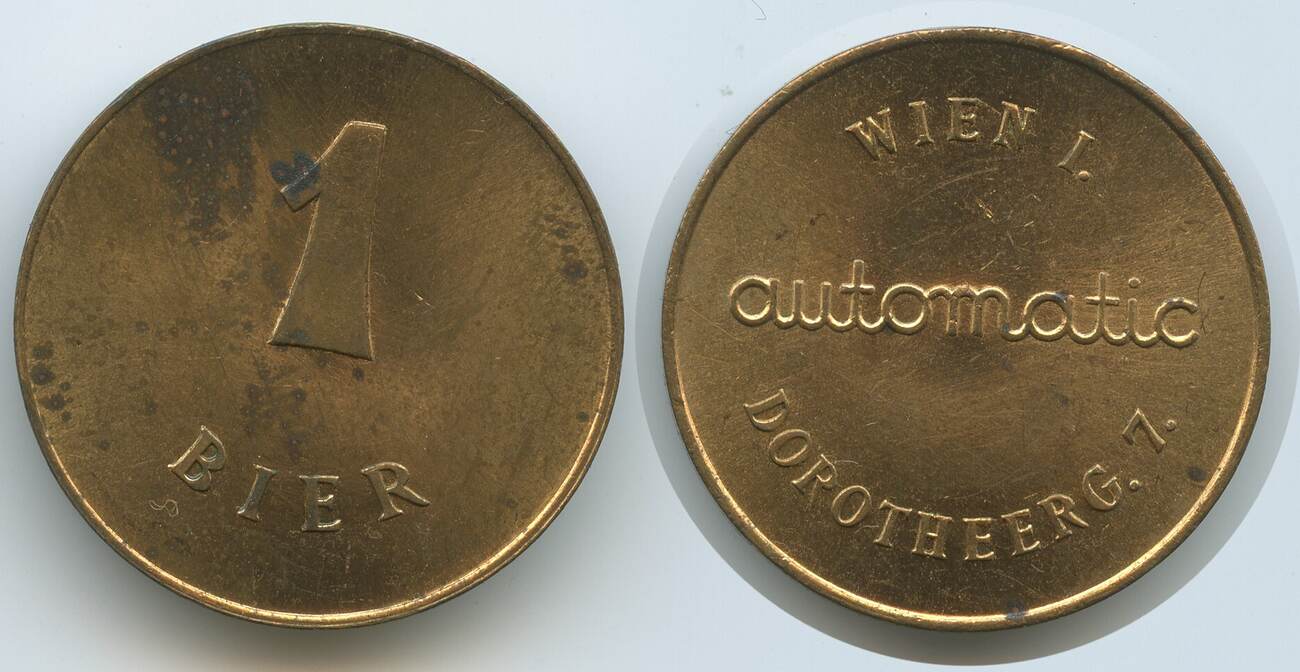 1
BIER
WIEN I.
automatic
DOROTHEERG. 7.